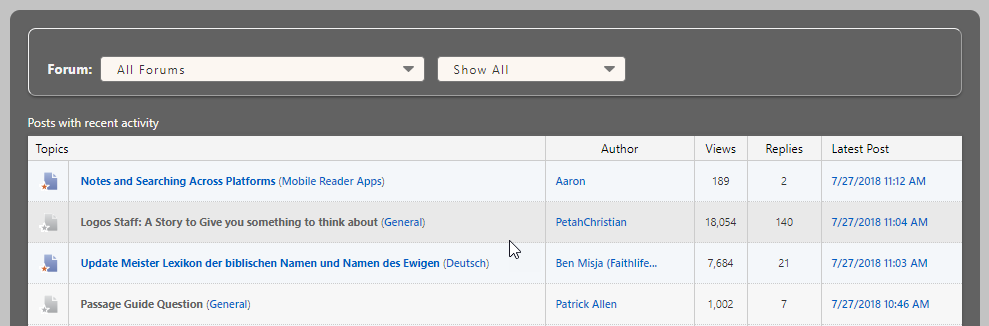 Forum: All Forums Show All
Posts with recent activity
Topics Author Views Replies Latest Post
Notes and Searching Across Platforms (Mobile Reader Apps) Aaron 189 2 7/27/2018 11:12 AM
Logos Staff: A Story to Give you something to think about (General) PetahChristian 18,054 140 7/27/2018 11:04 AM
Update Meister Lexikon der biblischen Namen und Namen des Ewigen (Deutsch) Ben Misja (Faithlife... 7,684 21 7/27/2018 11:03 AM
Passage Guide Question (General) Patrick Allen 1,002 7 7/27/2018 10:46 AM